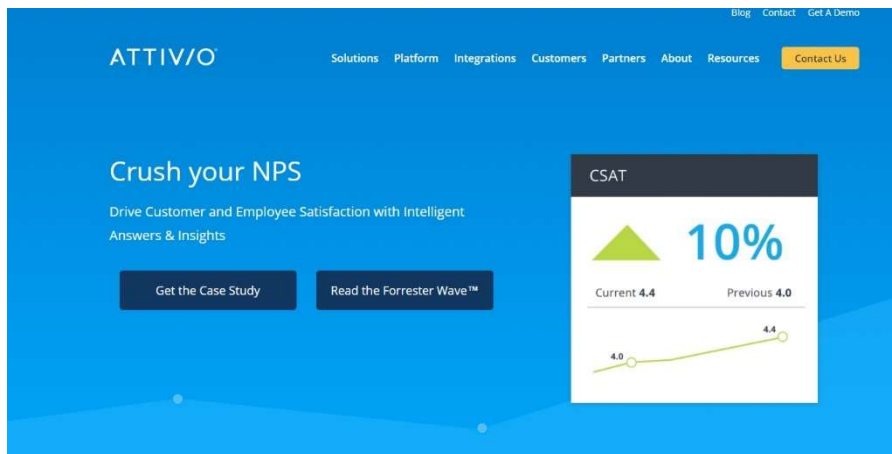 Blog Contact Get A Demo
ATTIV/O
Solutions Platform Integrations Customers Partners About Resources Contact Us
Crush your NPS
Drive Customer and Employee Satisfaction with Intelligent
Answers & Insights
Get the Case Study Read the Forrester Wave™
CSAT
10%
Current 4.4 Previous 4.0
4.4
4.0